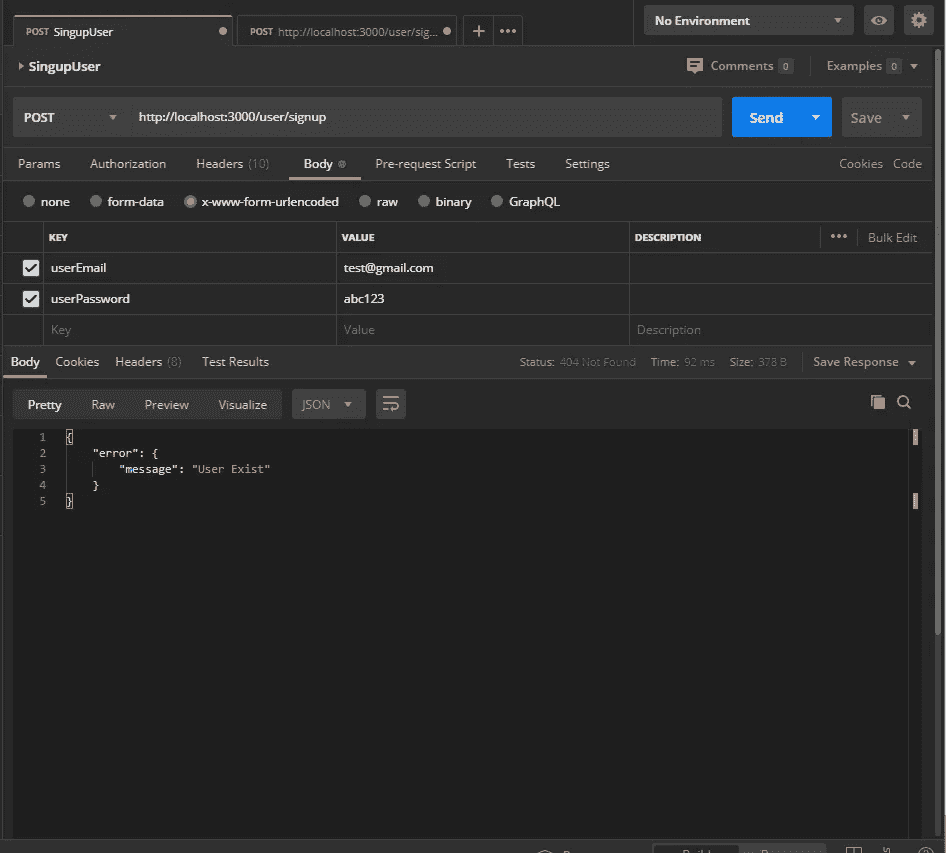 POST SingupUser POST http://localhost:3000/user/sig... + ••• No Environment
SingupUser Comments 0 Examples 0
POST http://localhost:3000/user/signup Send Save
Params Authorization Headers (10) Body Pre-request Script Tests Settings Cookies Code
none form-data x-www-form-urlencoded raw binary GraphQL
KEY VALUE DESCRIPTION ••• Bulk Edit
userEmail test@gmail.com
userPassword abc123
Key Value Description
Body Cookies Headers (8) Test Results Status: 404 Not Found Time: 92 ms Size: 378 B Save Response
Pretty Raw Preview Visualize JSON
1 {
2 "error": {
3 "message": "User Exist"
4 }
5 }